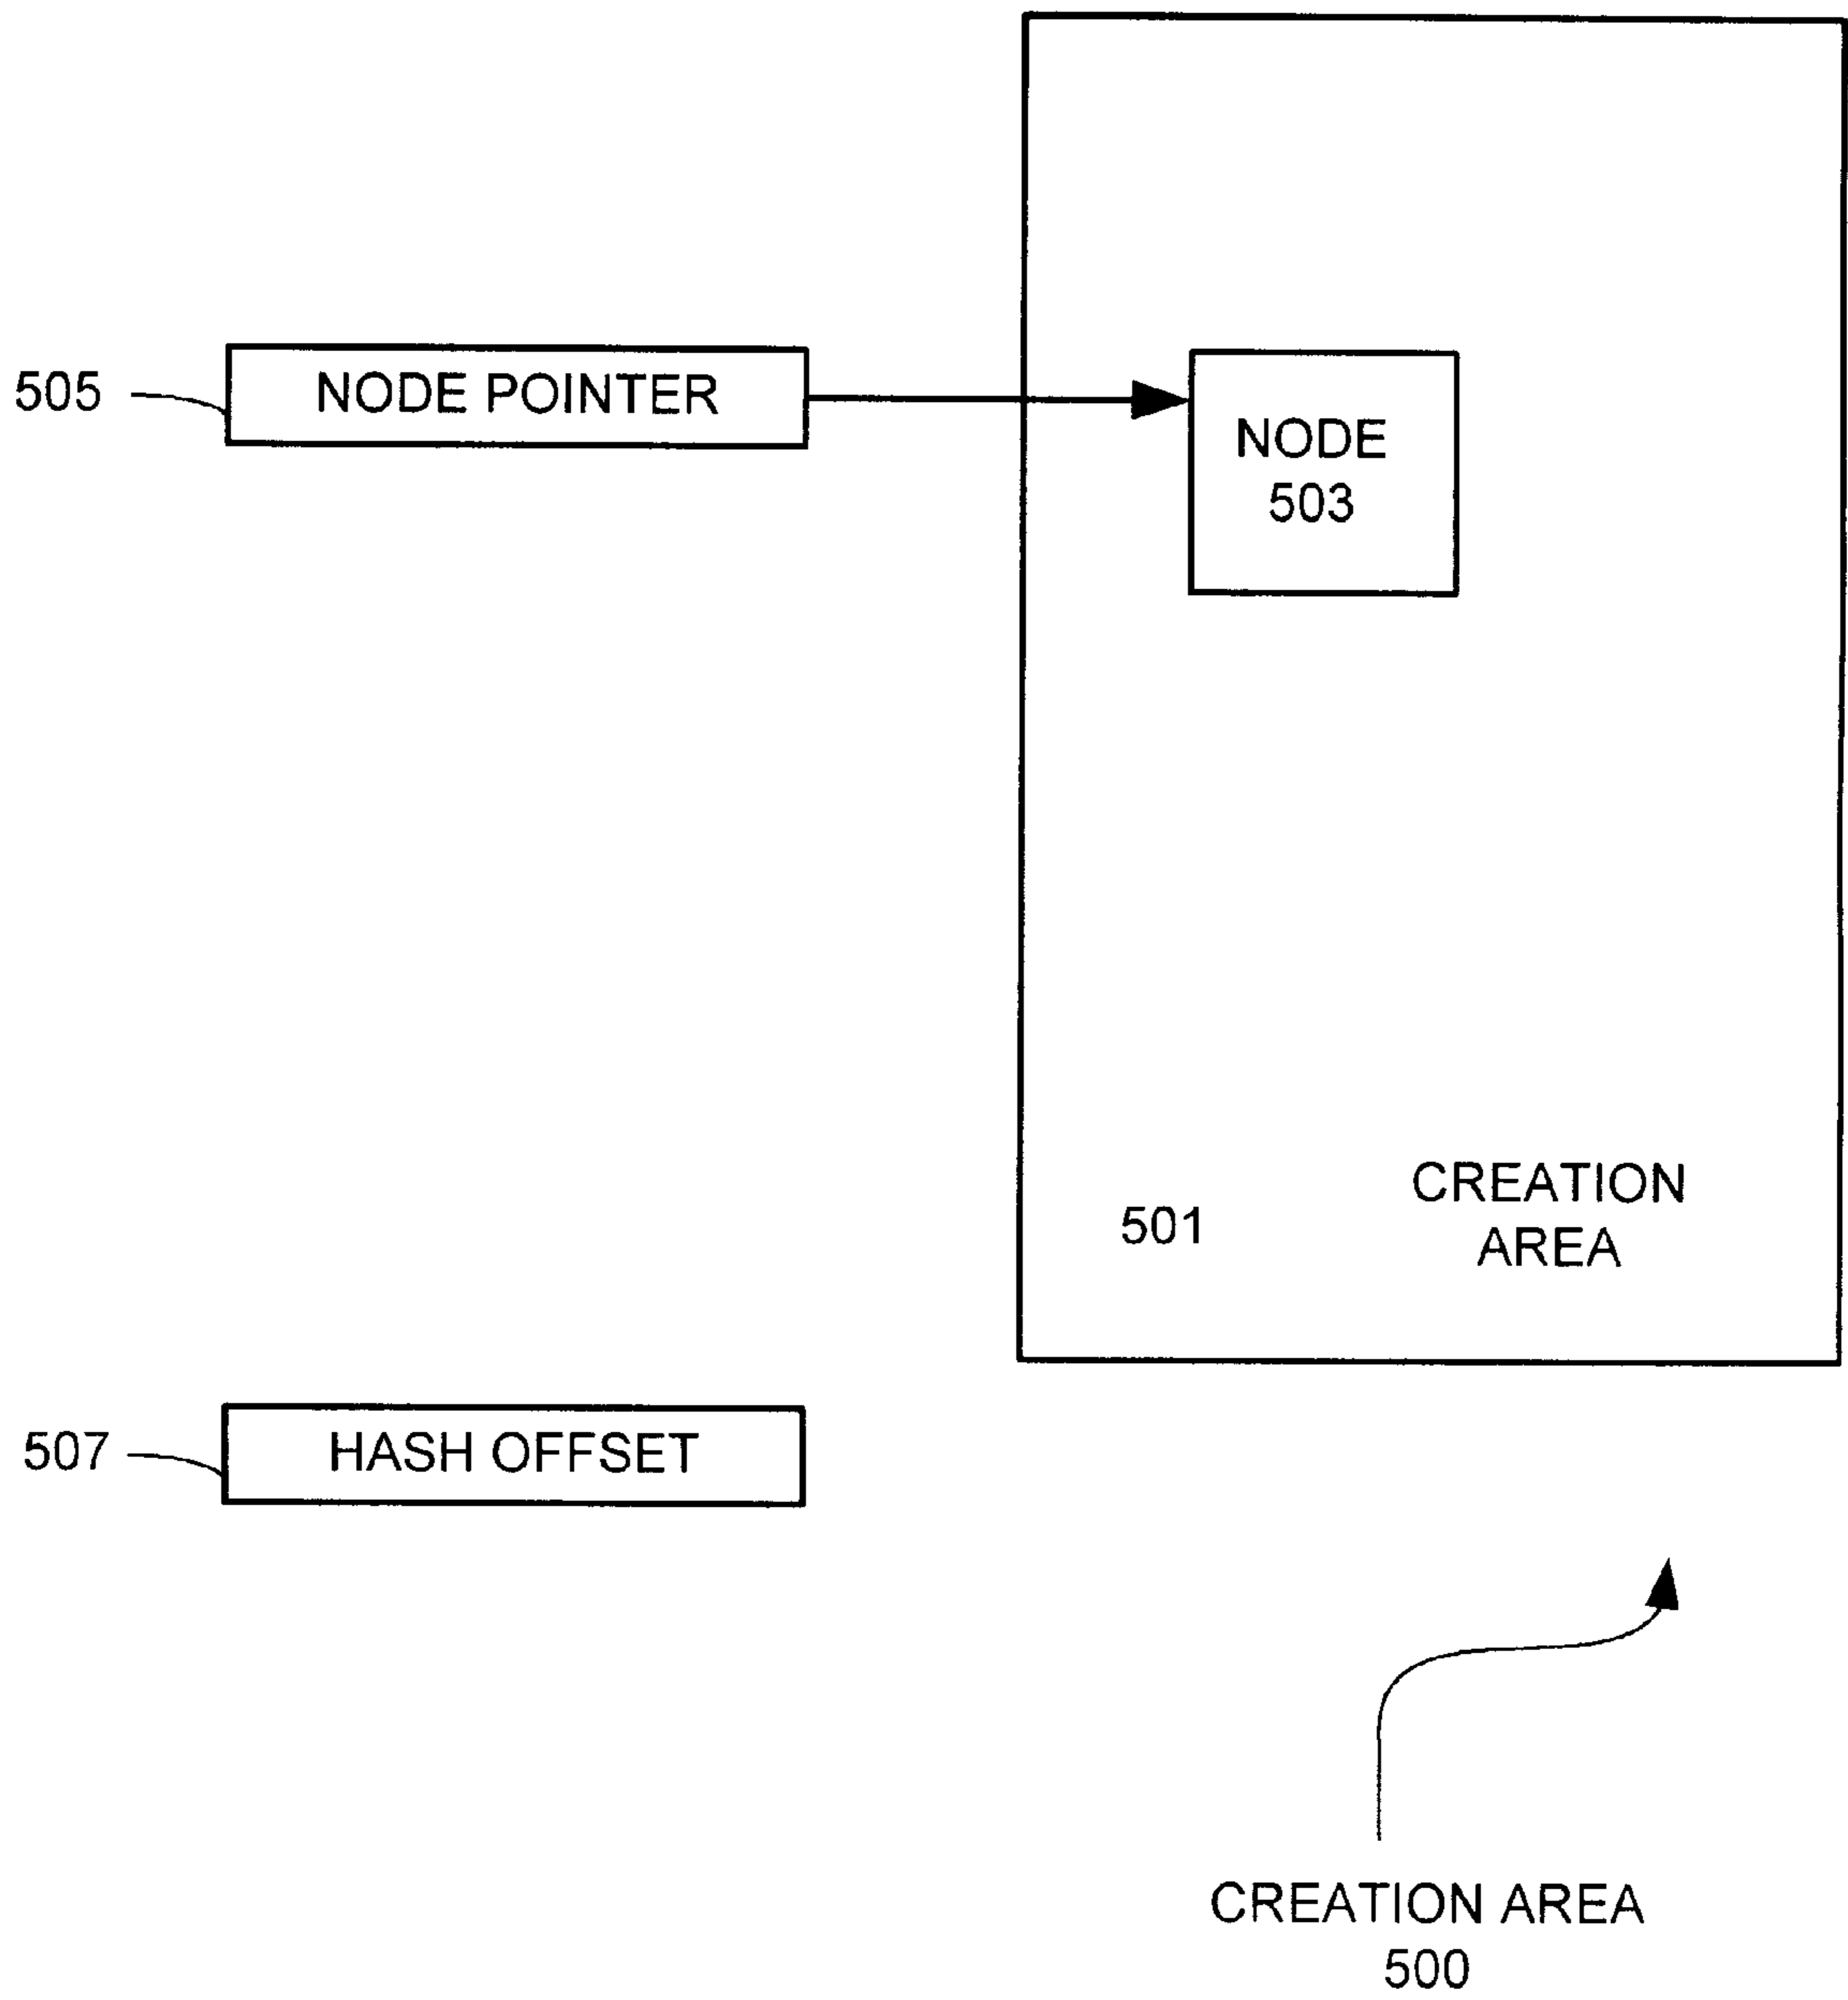 505
NODE POINTER
NODE
503
501
CREATION
AREA
507
HASH OFFSET
CREATION AREA
500